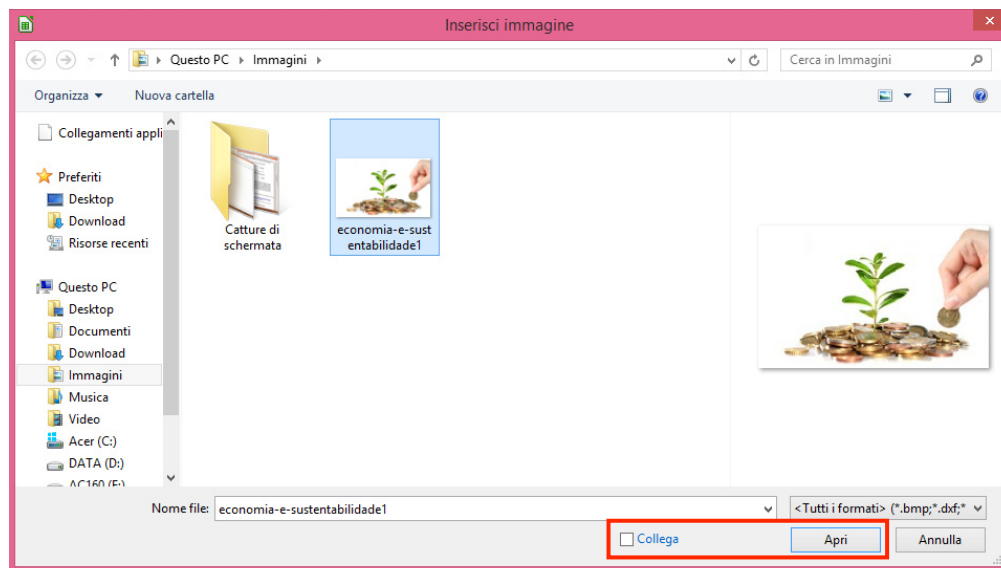 Inserisci immagine
Questo PC Immagini
Cerca in Immagini
Organizza Nuova cartella
Collegamenti appli
Preferiti
Desktop
Download
Risorse recenti
Questo PC
Desktop
Documenti
Download
Immagini
Musica
Video
Acer (C:)
DATA (D:)
AC160 (F:)
Catture di
schermata
economia-e-sust
entabilidade1
Nome file: economia-e-sustentabilidade1
<Tutti i formati> (*.bmp;*.dxf;*
Collega Apri Annulla